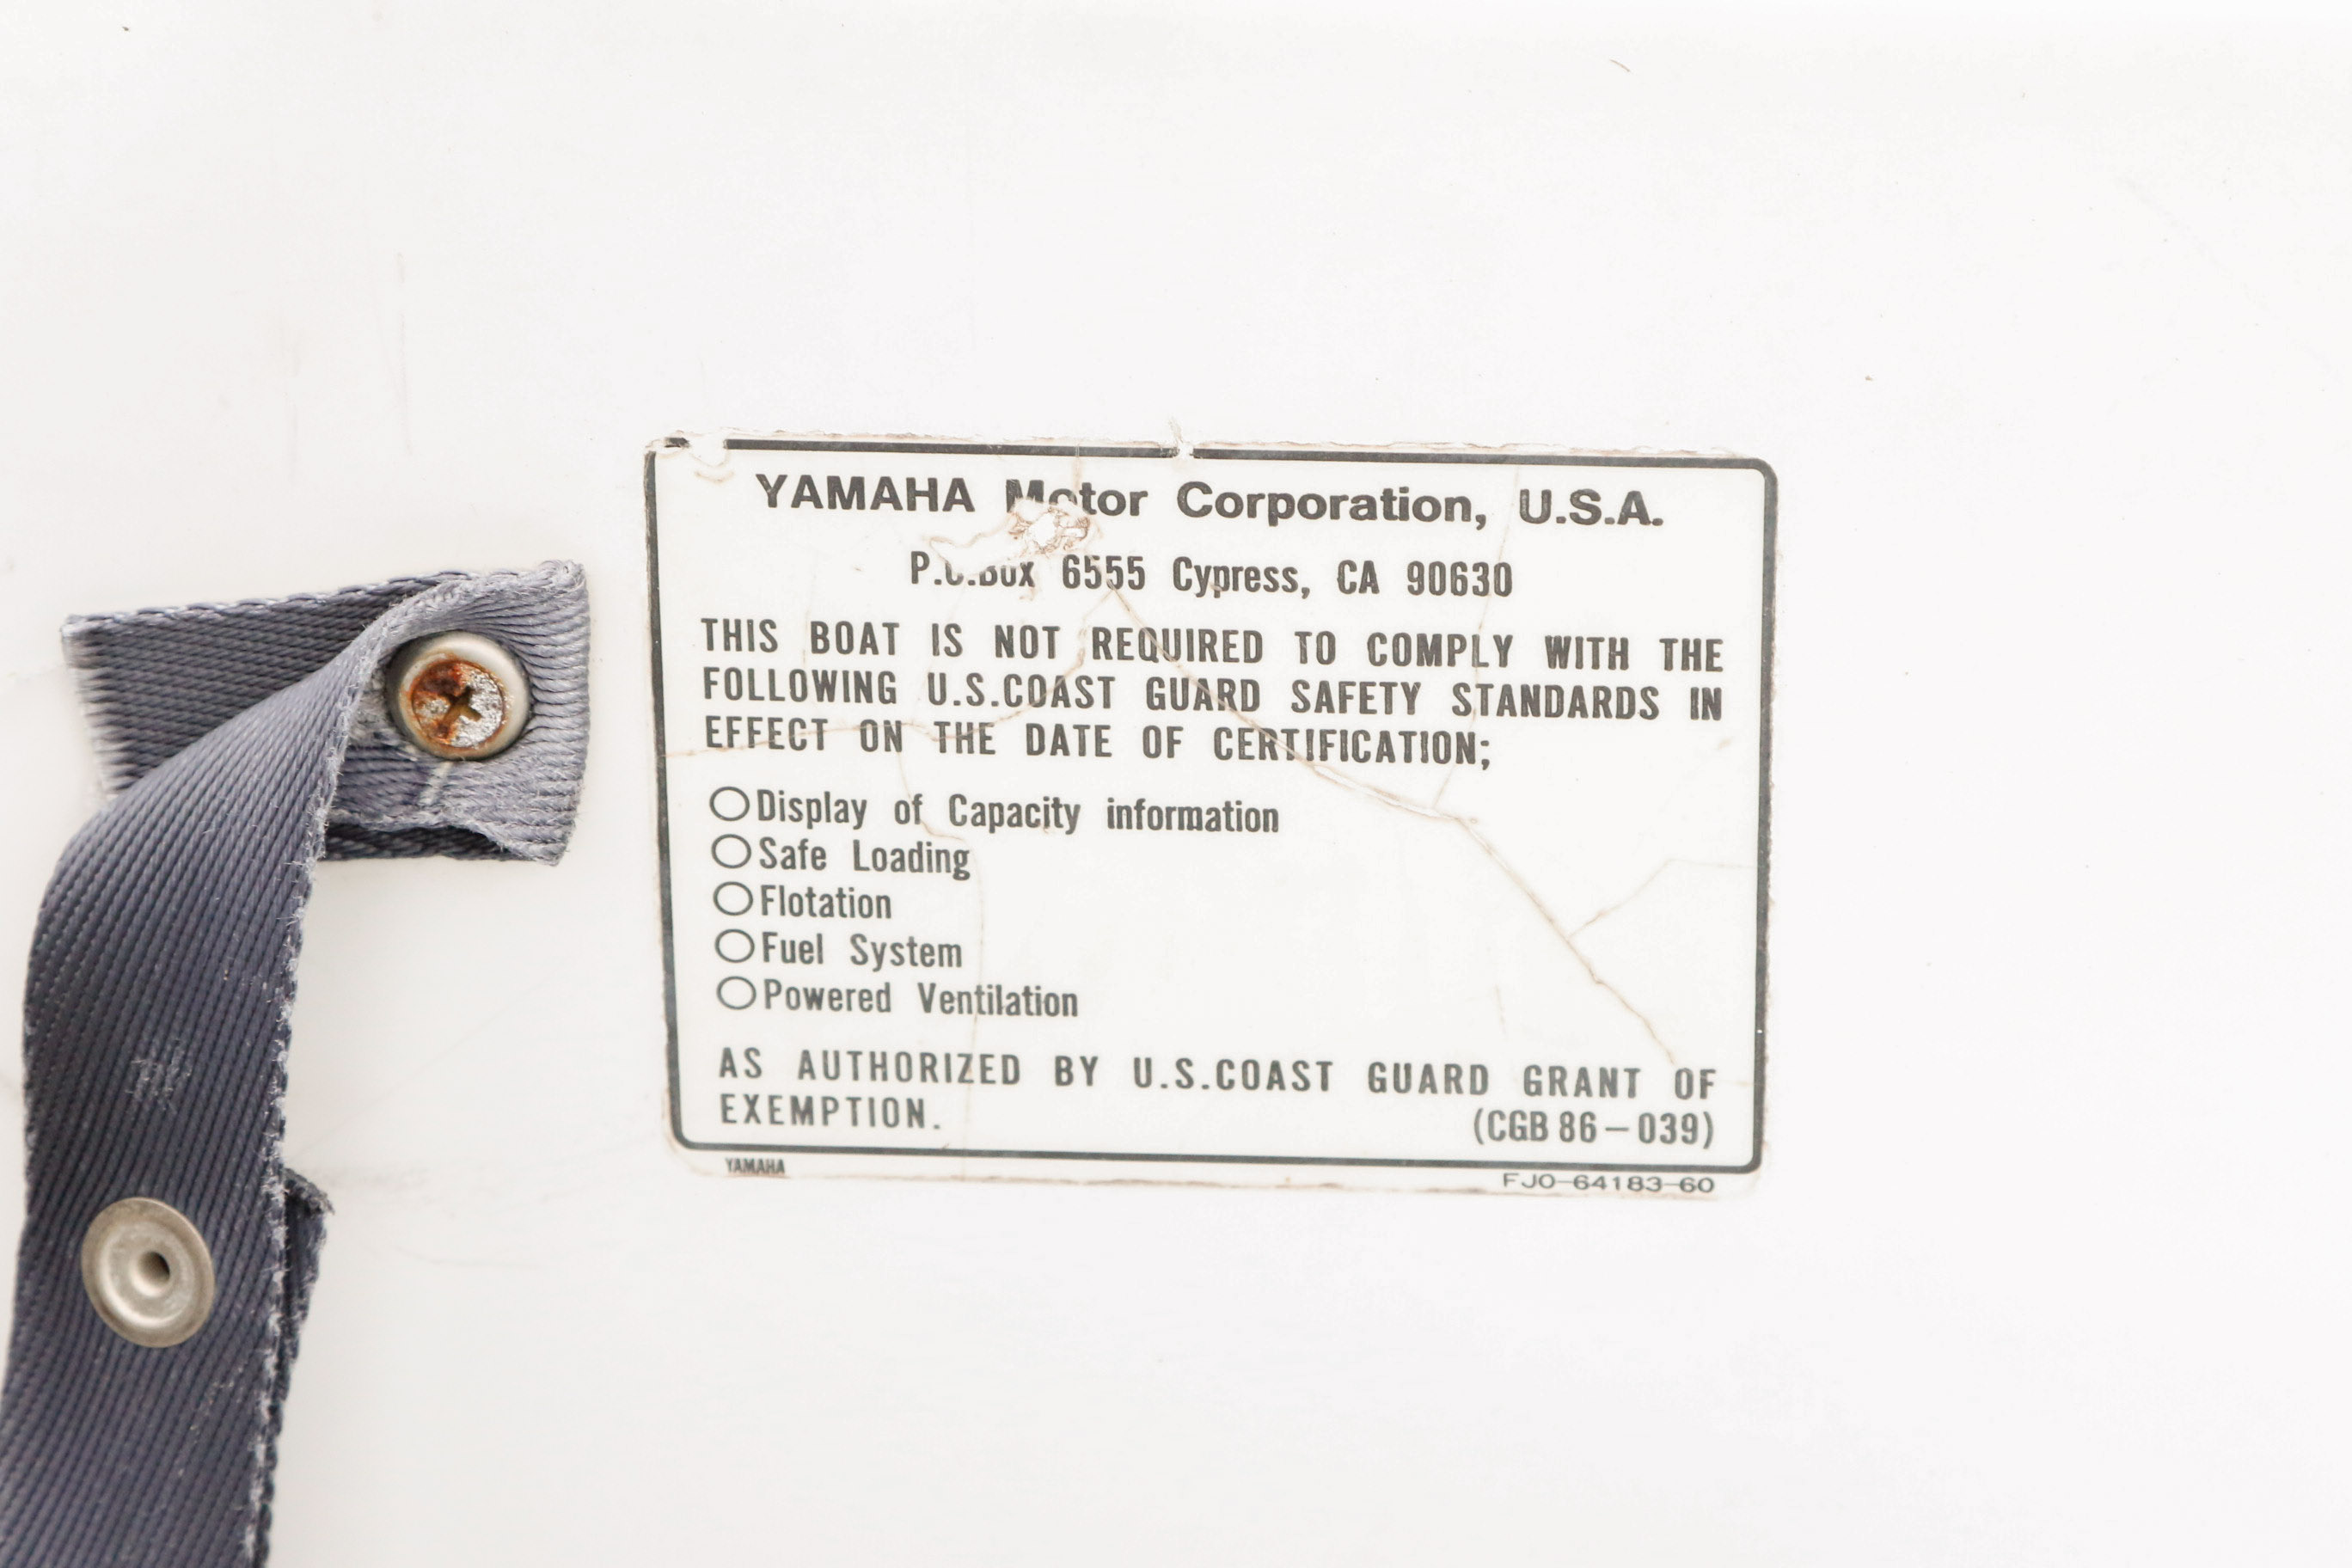 YAMAHA Motor Corporation, U.S.A.
P.O.Box 6555 Cypress, CA 90630
THIS BOAT IS NOT REQUIRED TO COMPLY WITH THE
FOLLOWING U.S.COAST GUARD SAFETY STANDARDS IN
EFFECT ON THE DATE OF CERTIFICATION;
○Display of Capacity information
○Safe Loading
○Flotation
○Fuel System
○Powered Ventilation
AS AUTHORIZED BY U.S.COAST GUARD GRANT OF
EXEMPTION. (CGB 86-039)
YAMAHA FJ0-64183-60